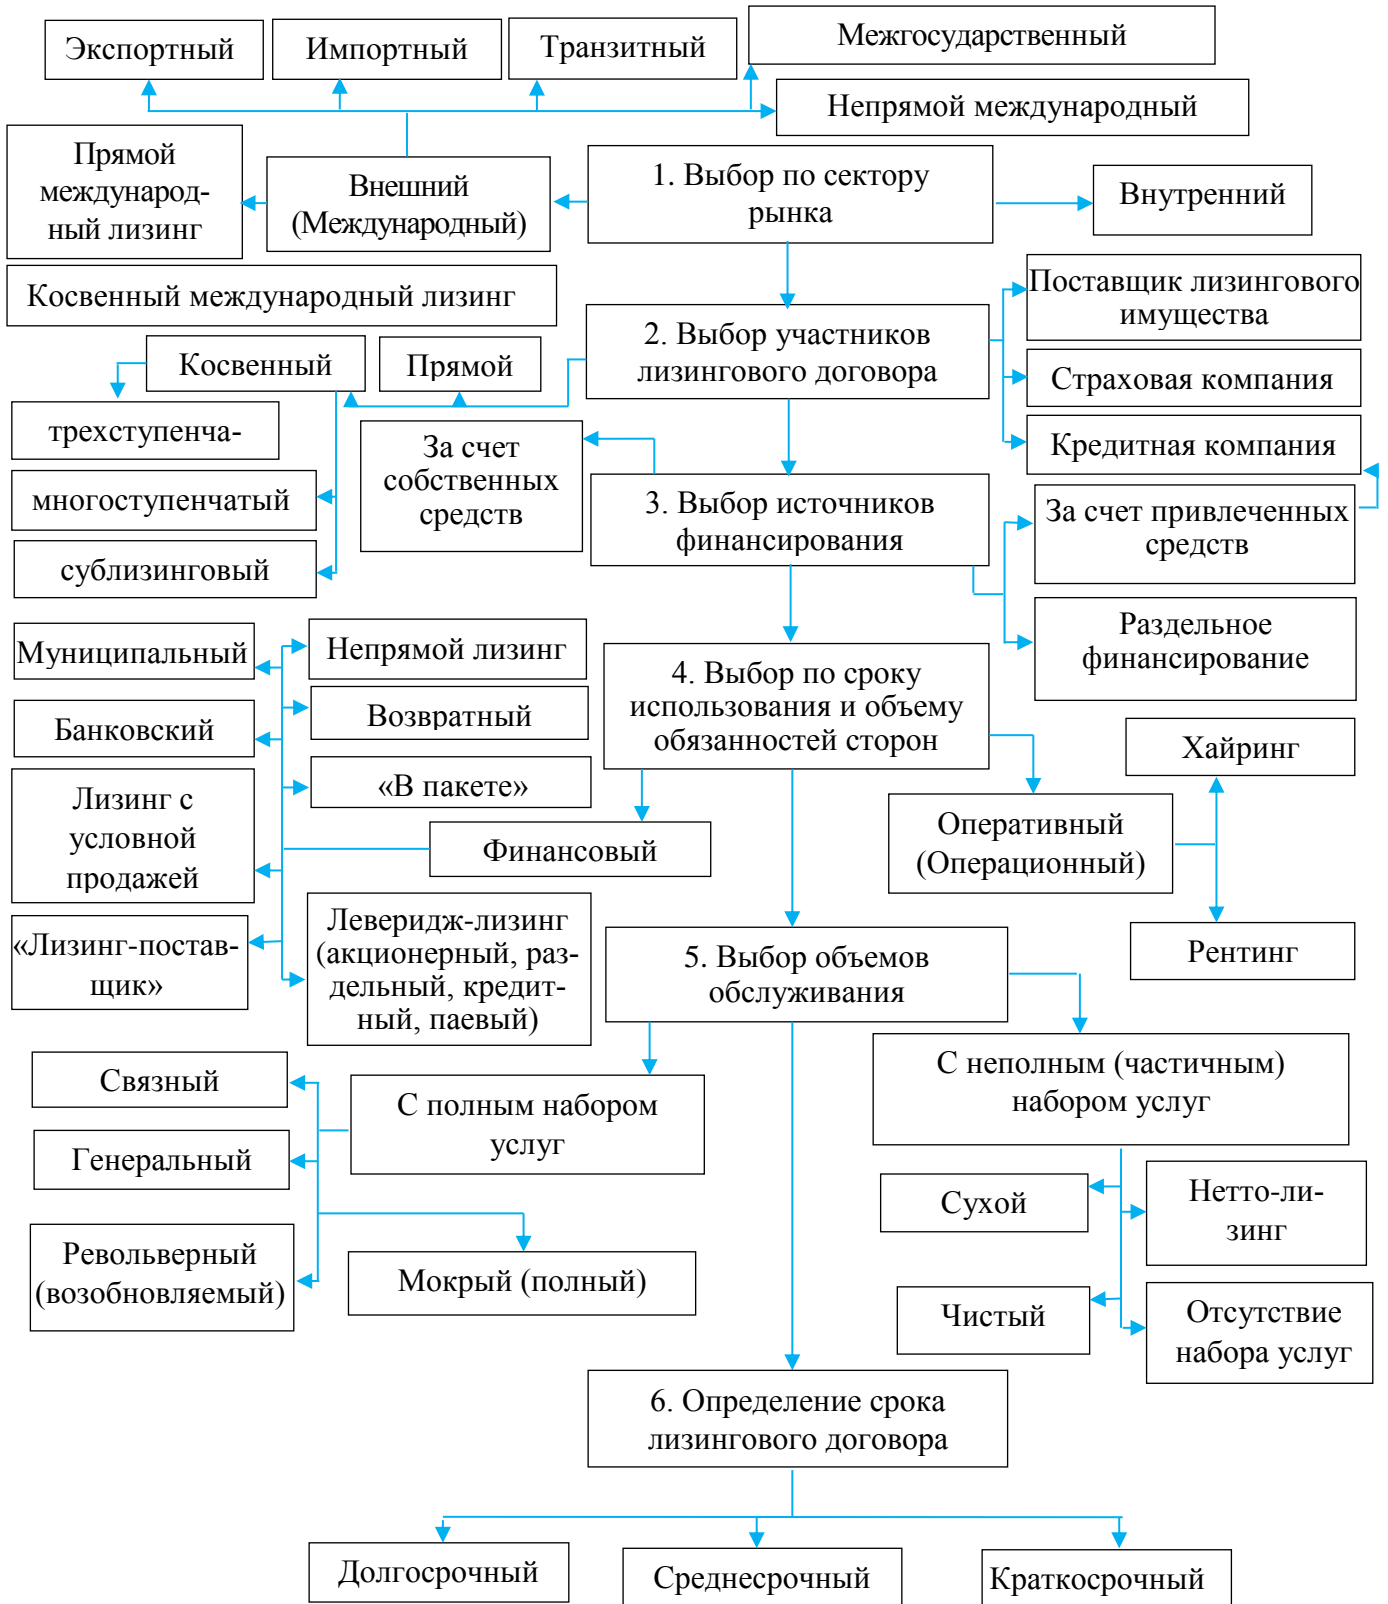 Экспортный
Импортный
Транзитный
Межгосударственный
Непрямой международный
Прямой
международ-
ный лизинг
Внешний
(Международный)
1. Выбор по сектору
рынка
Внутренний
Косвенный международный лизинг
Поставщик лизингового
имущества
2. Выбор участников
лизингового договора
Косвенный
Прямой
Страховая компания
трехступенча-
За счет
собственных
средств
Кредитная компания
многоступенчатый
3. Выбор источников
финансирования
За счет привлеченных
средств
сублизинговый
Раздельное
финансирование
Муниципальный
Непрямой лизинг
4. Выбор по сроку
использования и объему
обязанностей сторон
Банковский
Возвратный
Хайринг
«В пакете»
Лизинг с
условной
продажей
Финансовый
Оперативный
(Операционный)
«Лизинг-постав-
щик»
Леверидж-лизинг
(акционерный, раз-
дельный, кредит-
ный, паевый)
5. Выбор объемов
обслуживания
Рентинг
Связный
С полным набором
услуг
С неполным (частичным)
набором услуг
Генеральный
Сухой
Нетто-ли-
зинг
Револьверный
(возобновляемый)
Мокрый (полный)
Чистый
Отсутствие
набора услуг
6. Определение срока
лизингового договора
Долгосрочный
Среднесрочный
Краткосрочный